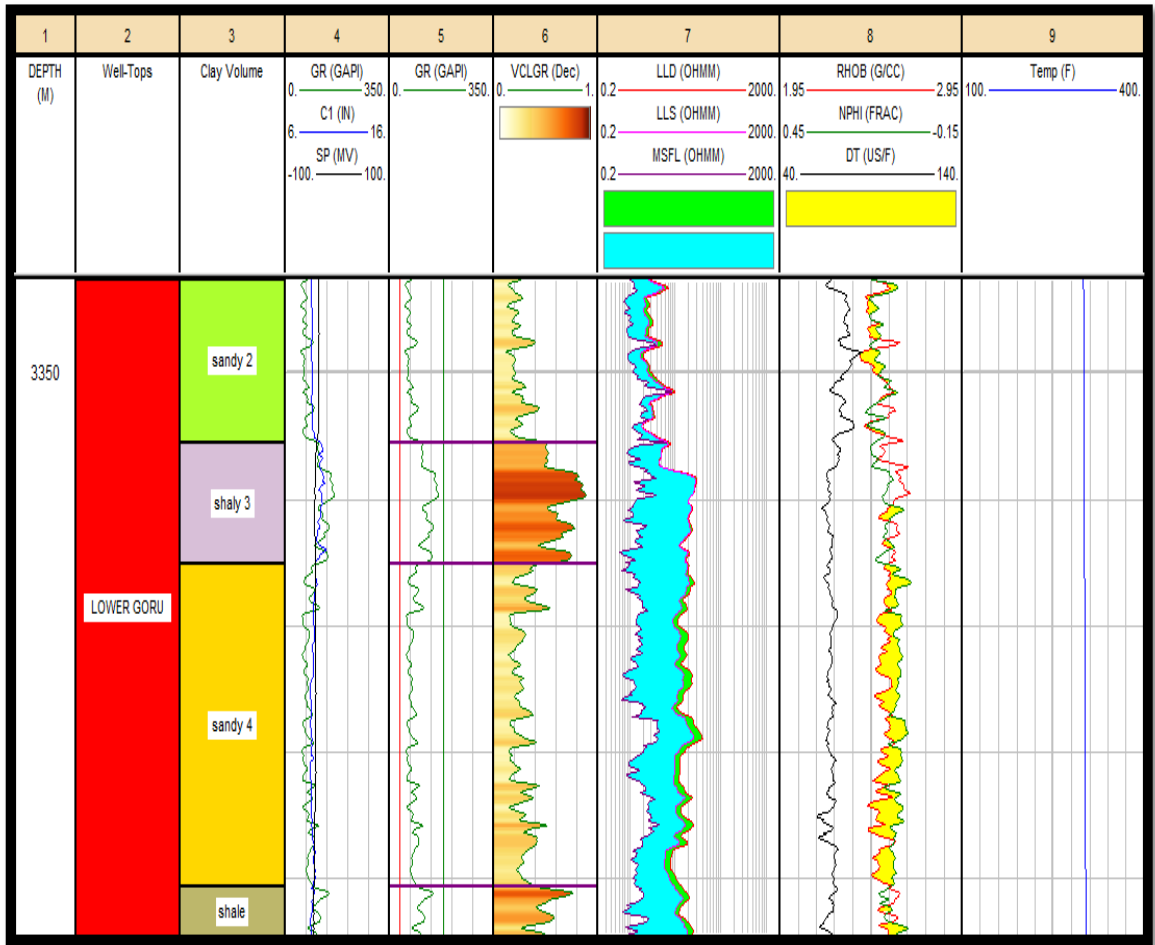 1 2 3 4 5 6 7 8 9
DEPTH
(M)
Well-Tops
Clay Volume
GR (GAPI)
0. 350.
C1 (IN)
6. 16.
SP (MV)
-100. 100.
GR (GAPI)
0. 350.
VCLGR (Dec)
0. 1.
LLD (OHMM)
0.2 2000.
LLS (OHMM)
0.2 2000.
MSFL (OHMM)
0.2 2000.
RHOB (G/CC)
1.95 2.95
NPHI (FRAC)
0.45 -0.15
DT (US/F)
40. 140.
Temp (F)
100. 400.
3350
LOWER GORU
sandy 2
shaly 3
sandy 4
shale